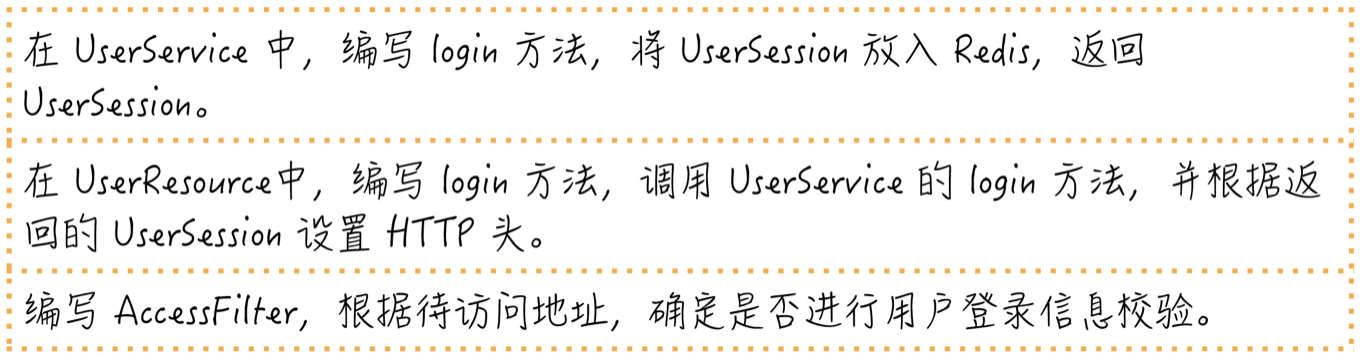 在 UserService 中，编写 login 方法，将 UserSession 放入 Redis，返回
UserSession。
在 UserResource中，编写 login 方法，调用 UserService 的 login 方法，并根据返
回的 UserSession 设置 HTTP 头。
编写 AccessFilter，根据待访问地址，确定是否进行用户登录信息校验。